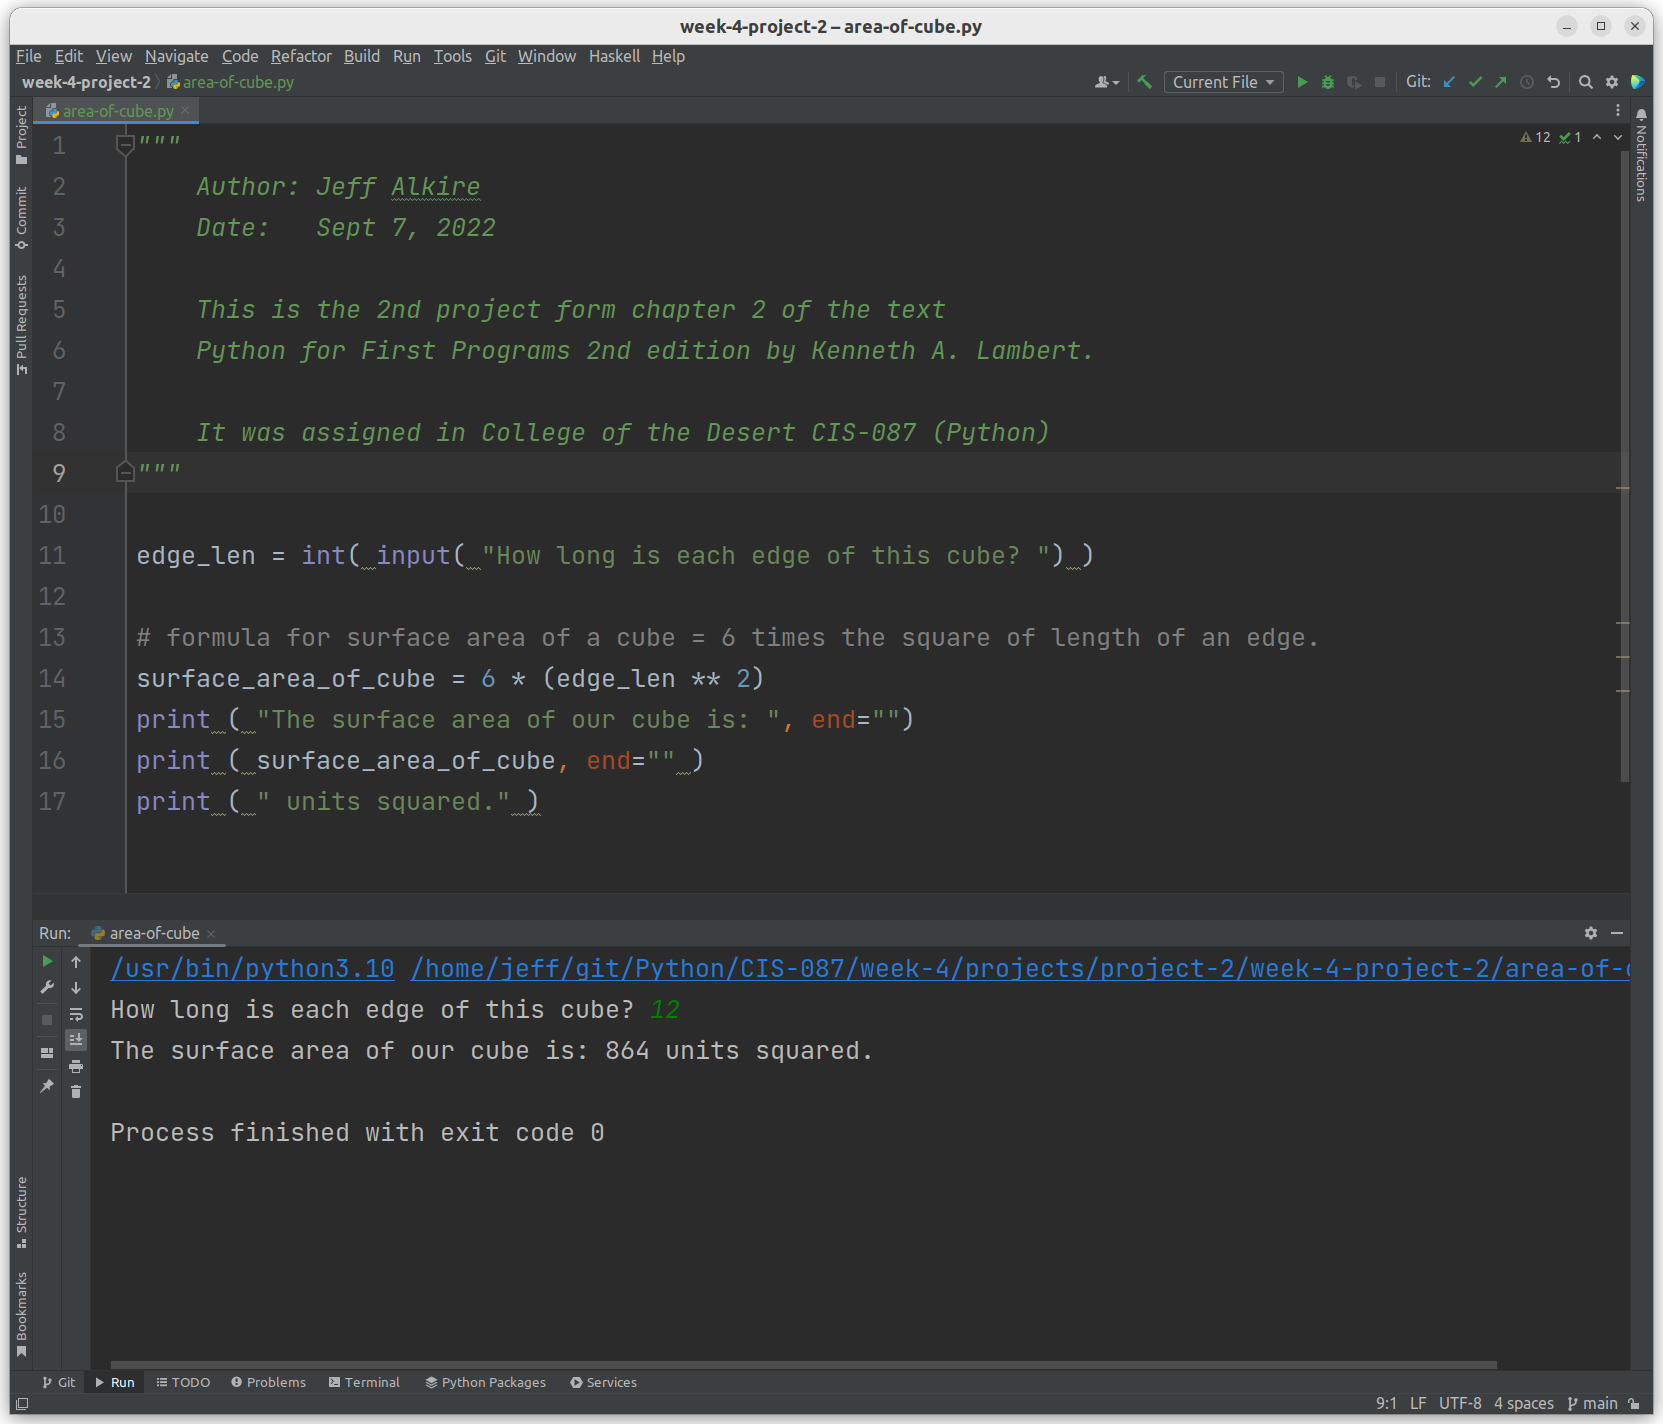 week-4-project-2 – area-of-cube.py
File Edit View Navigate Code Refactor Build Run Tools Git Window Haskell Help
week-4-project-2 area-of-cube.py Current File Git:
area-of-cube.py
12 1
Project
Commit
Pull Requests
Notifications
1 """
2 Author: Jeff Alkire
3 Date: Sept 7, 2022
4
5 This is the 2nd project form chapter 2 of the text
6 Python for First Programs 2nd edition by Kenneth A. Lambert.
7
8 It was assigned in College of the Desert CIS-087 (Python)
9 """
10
11 edge_len = int( input( "How long is each edge of this cube? ") )
12
13 # formula for surface area of a cube = 6 times the square of length of an edge.
14 surface_area_of_cube = 6 * (edge_len ** 2)
15 print ( "The surface area of our cube is: ", end="")
16 print ( surface_area_of_cube, end="" )
17 print ( " units squared." )
Run: area-of-cube
/usr/bin/python3.10 /home/jeff/git/Python/CIS-087/week-4/projects/project-2/week-4-project-2/area-of-
How long is each edge of this cube? 12
The surface area of our cube is: 864 units squared.
Process finished with exit code 0
Structure
Bookmarks
Git Run TODO Problems Terminal Python Packages Services
9:1 LF UTF-8 4 spaces main